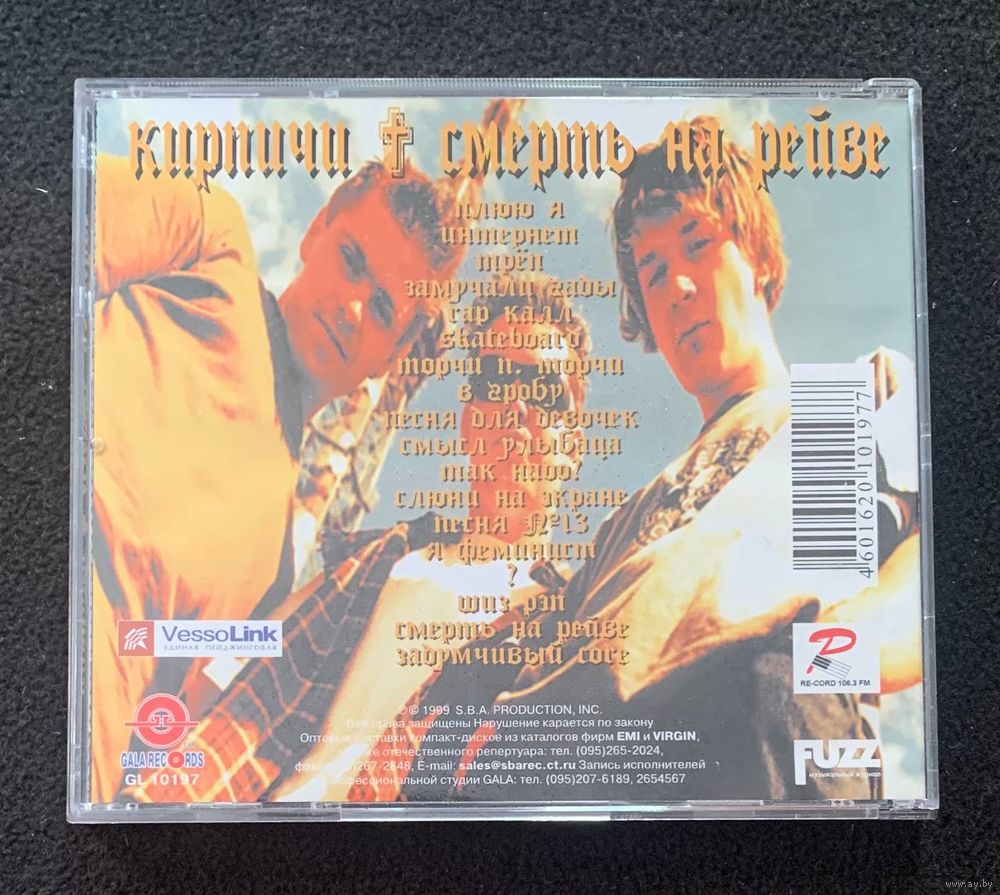 кирпичи † смерть на рейве
плюю я
интернет
трёп
замучали гады
гар калл
skateboard
торчи п. торчи
в гробу
песня для девочек
смысл улыбаца
так надо?
слюни на экране
песня №13
я феминист
?
шиз рэп
смерть на рейве
задумчивый
VessoLink
ЕДИНАЯ ПЕЙДЖИНГОВАЯ
RE-CORD 106.3 FM
4601620101977
GALA RECORDS
GL 10197
℗© 1999 S.B.A. PRODUCTION, INC.
Все права защищены Нарушение карается по закону
Оптовые поставки компакт-дисков из каталогов фирм EMI и VIRGIN,
а также отечественного репертуара: тел. (095)265-2024,
E-mail: sales@sbarec.ct.ru Запись исполнителей
профессиональной студии GALA: тел. (095)207-6189, 2654567
FUZZ
музыкальный журнал
www.ay.by